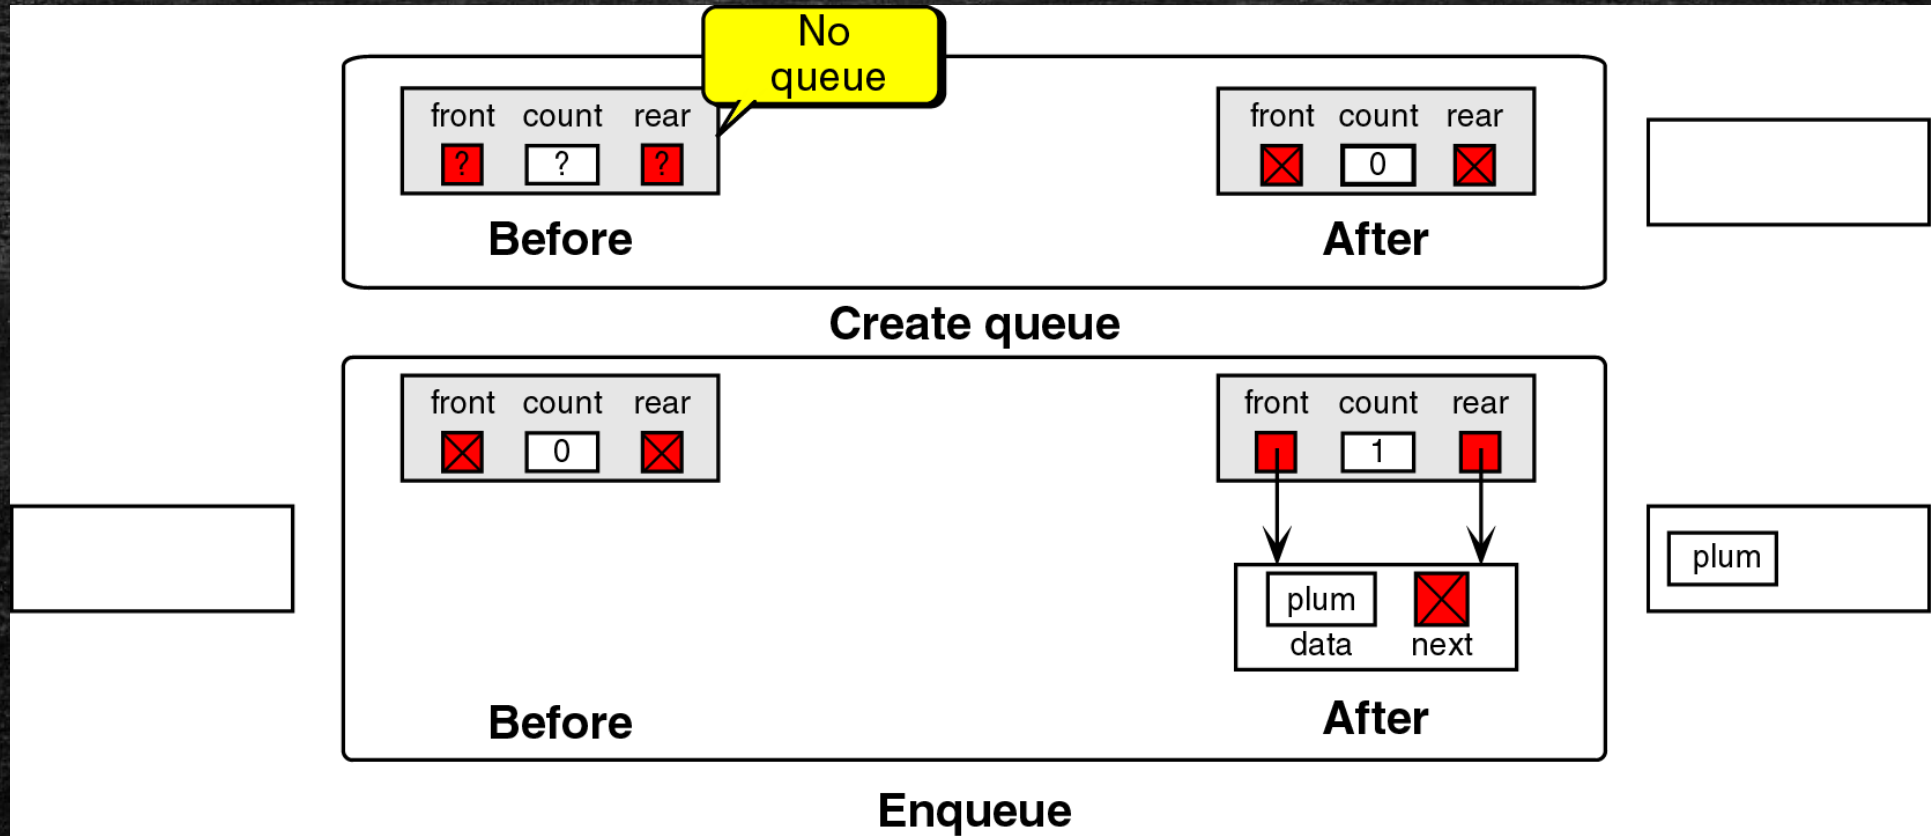 No
queue
front count rear
? ? ?
Before
front count rear
0
After
Create queue
front count rear
0
Before
front count rear
1
plum
data next
After
plum
Enqueue